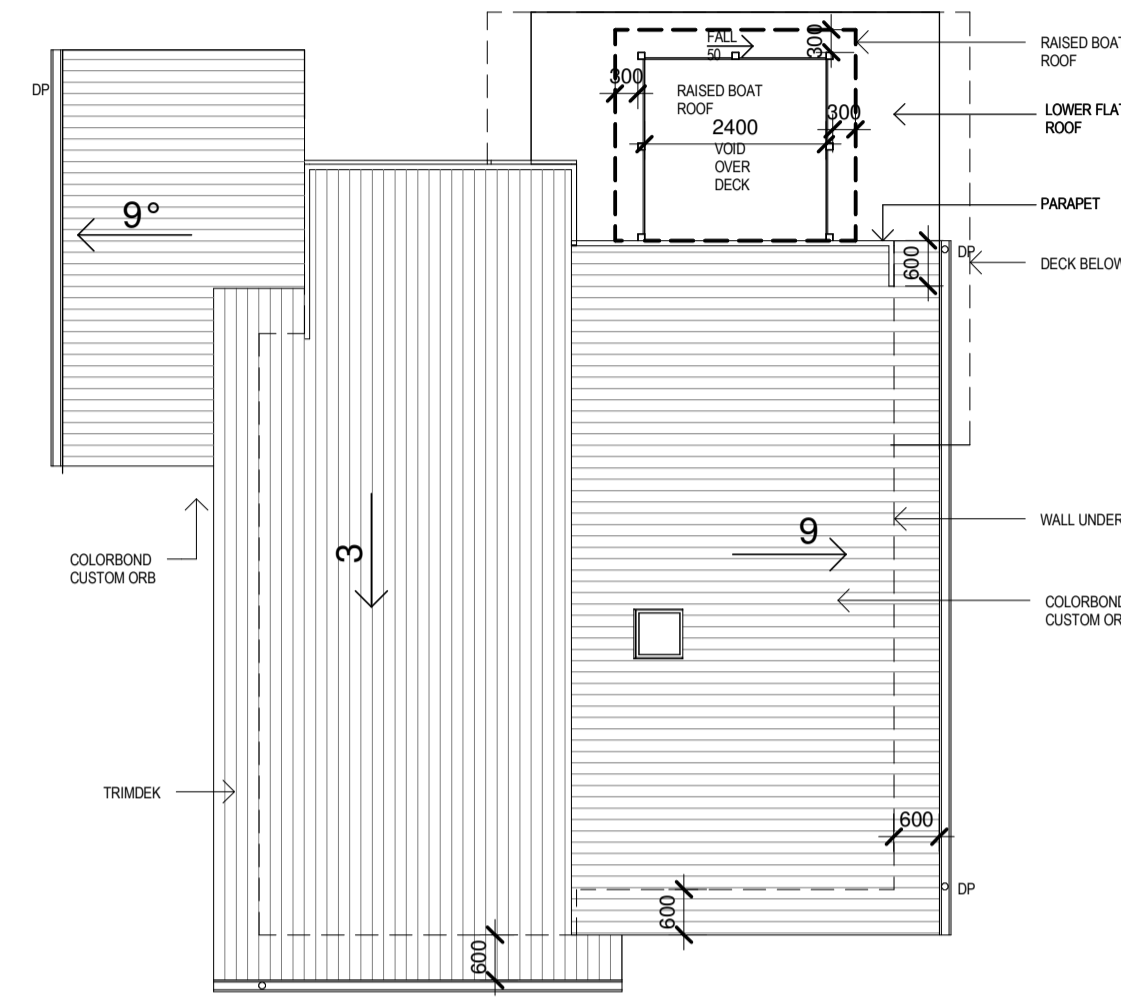 FALL
50
300
RAISED BOAT
ROOF
300
RAISED BOAT
ROOF
300
2400
VOID
OVER
DECK
LOWER FLAT
ROOF
DP
9°
PARAPET
DP
600
DECK BELOW
3
9
WALL UNDER
COLORBOND
CUSTOM ORB
COLORBOND
CUSTOM OR
TRIMDEK
600
600
DP
600